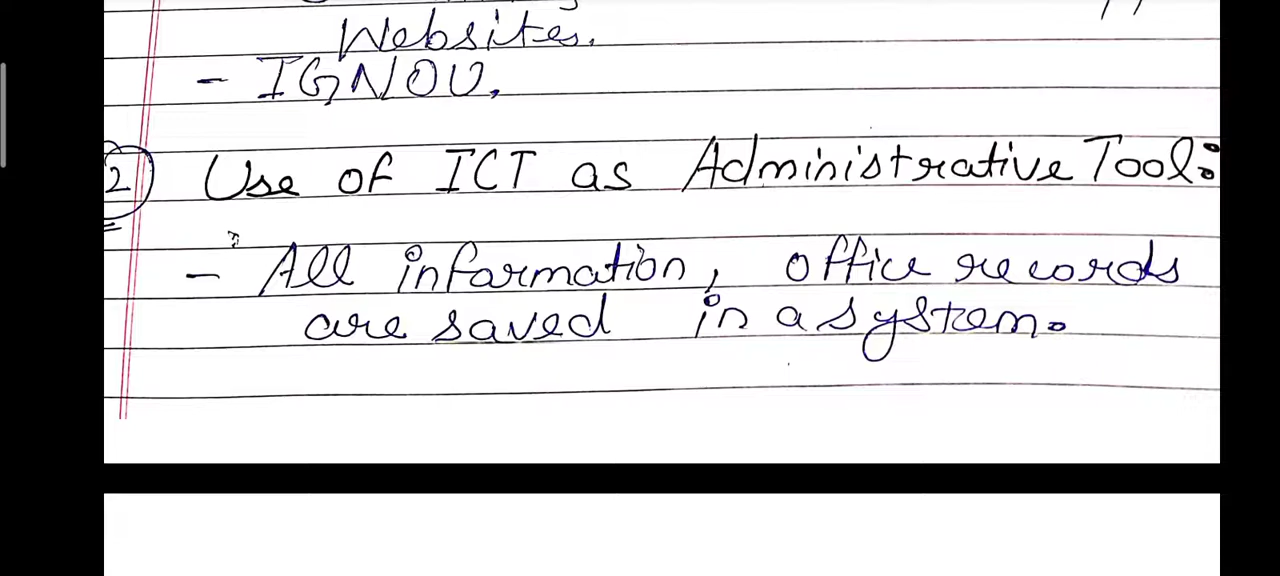 Websites.
- IGNOU.
2 Use of ICT as Administrative Tool:
- All information, office records
are saved in a system.